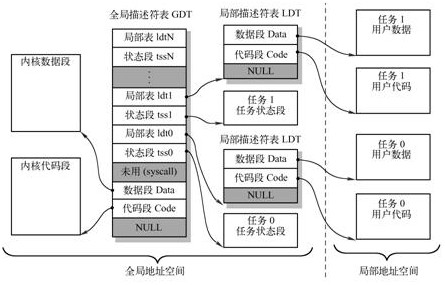 全局描述符表 GDT
局部描述符表 LDT
局部表 ldtN
状态段 tssN
⋮
局部表 ldt1
状态段 tss1
局部表 ldt0
状态段 tss0
未用 (syscall)
数据段 Data
代码段 Code
NULL
内核数据段
内核代码段
数据段 Data
代码段 Code
NULL
任务 1
任务状态段
局部描述符表 LDT
数据段 Data
代码段 Code
NULL
任务 0
任务状态段
任务 1
用户数据
任务 1
用户代码
任务 0
用户数据
任务 0
用户代码
全局地址空间
局部地址空间